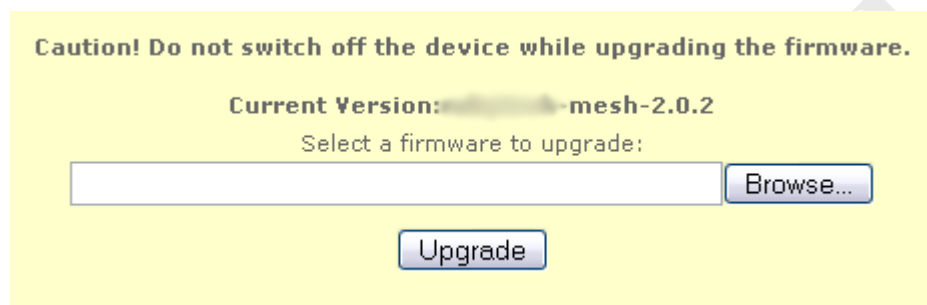 Caution! Do not switch off the device while upgrading the firmware.
Current Version: -mesh-2.0.2
Select a firmware to upgrade:
Browse...
Upgrade